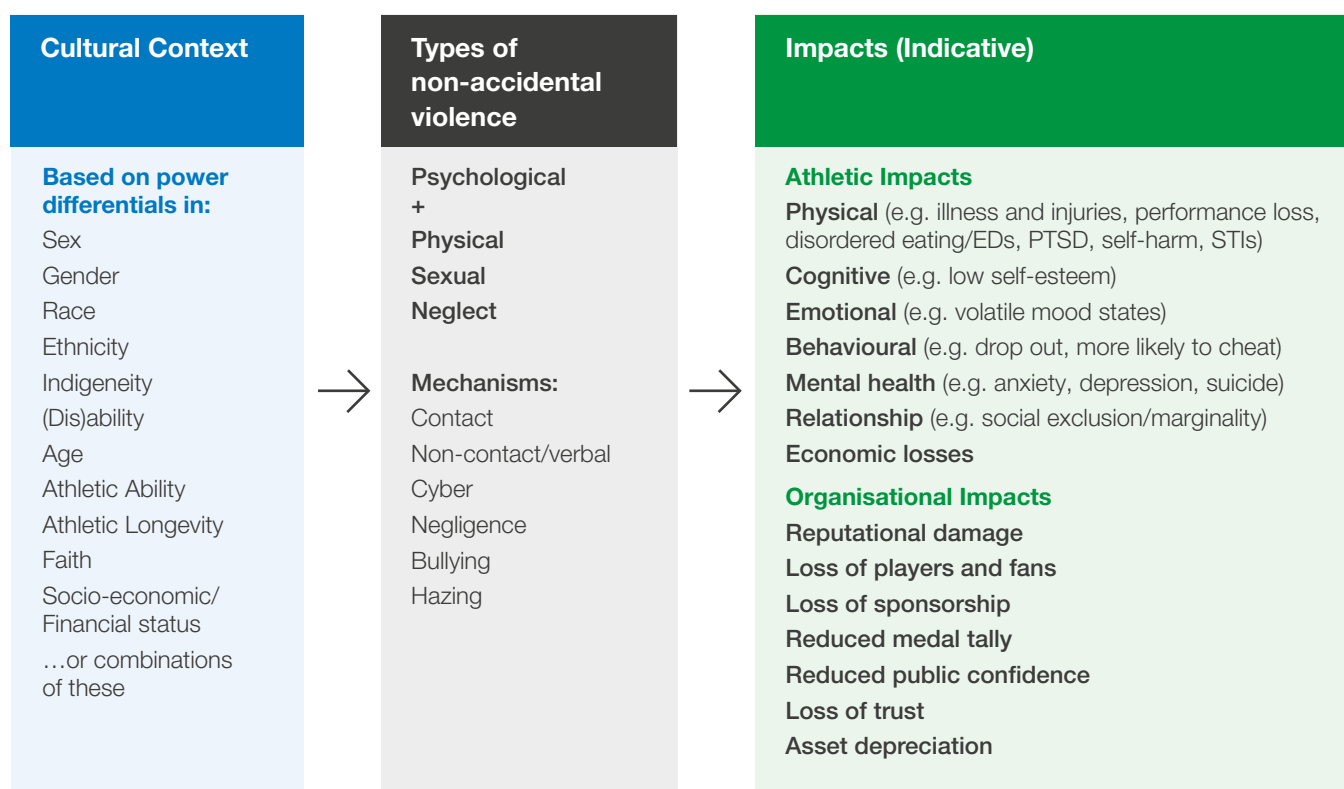 Cultural Context
Based on power
differentials in:
Sex
Gender
Race
Ethnicity
Indigeneity
(Dis)ability
Age
Athletic Ability
Athletic Longevity
Faith
Socio-economic/
Financial status
…or combinations
of these
Types of
non-accidental
violence
Psychological
+
Physical
Sexual
Neglect
Mechanisms:
Contact
Non-contact/verbal
Cyber
Negligence
Bullying
Hazing
Impacts (Indicative)
Athletic Impacts
Physical (e.g. illness and injuries, performance loss,
disordered eating/EDs, PTSD, self-harm, STIs)
Cognitive (e.g. low self-esteem)
Emotional (e.g. volatile mood states)
Behavioural (e.g. drop out, more likely to cheat)
Mental health (e.g. anxiety, depression, suicide)
Relationship (e.g. social exclusion/marginality)
Economic losses
Organisational Impacts
Reputational damage
Loss of players and fans
Loss of sponsorship
Reduced medal tally
Reduced public confidence
Loss of trust
Asset depreciation